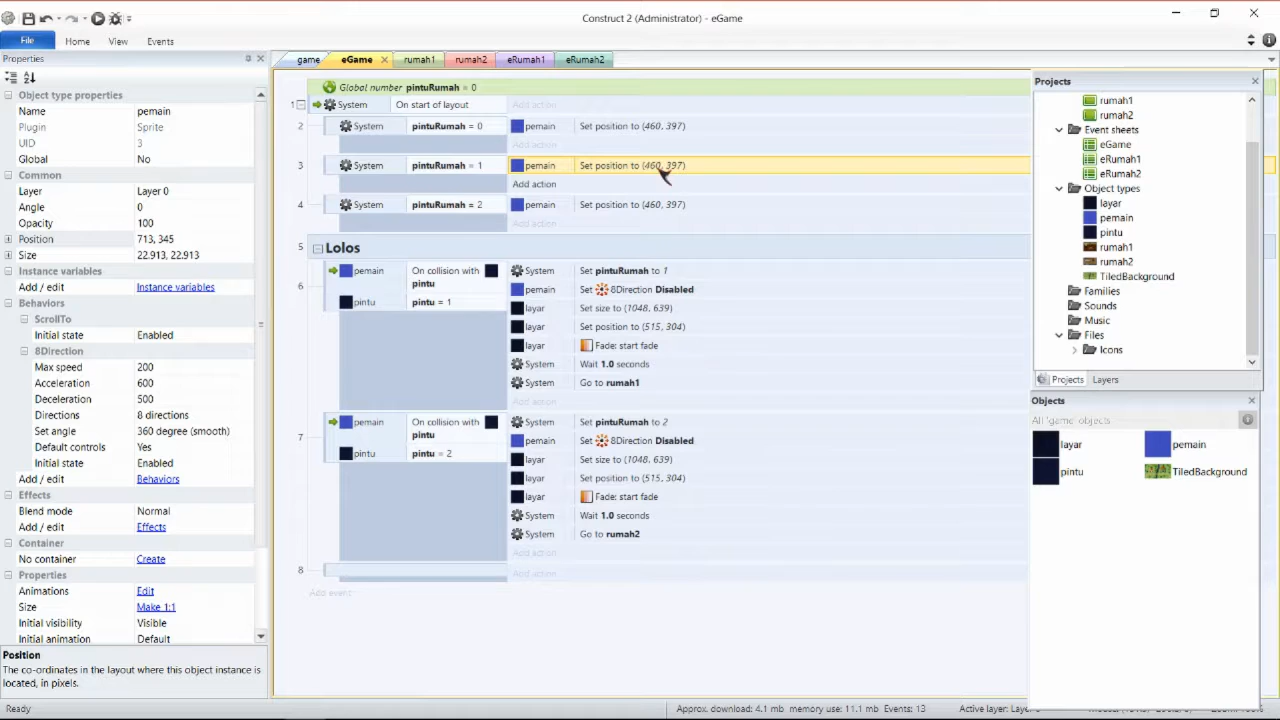 Construct 2 (Administrator) - eGame
File Home View Events
Properties
Object type properties
Name pemain
Plugin Sprite
UID 3
Global No
Common
Layer Layer 0
Angle 0
Opacity 100
Position 713, 345
Size 22.913, 22.913
Instance variables
Add / edit Instance variables
Behaviors
ScrollTo
Initial state Enabled
8Direction
Max speed 200
Acceleration 600
Deceleration 500
Directions 8 directions
Set angle 360 degree (smooth)
Default controls Yes
Initial state Enabled
Add / edit Behaviors
Effects
Blend mode Normal
Add / edit Effects
Container
No container Create
Properties
Animations Edit
Size Make 1:1
Initial visibility Visible
Initial animation Default
Position
The co-ordinates in the layout where this object instance is
located, in pixels.
Ready
game eGame rumah1 rumah2 eRumah1 eRumah2
Global number pintuRumah = 0
1 System On start of layout Add action
2 System pintuRumah = 0 pemain Set position to (460, 397)
Add action
3 System pintuRumah = 1 pemain Set position to (460, 397)
Add action
4 System pintuRumah = 2 pemain Set position to (460, 397)
Add action
5 Lolos
6 pemain On collision with pintu System Set pintuRumah to 1
pemain Set 8Direction Disabled
pintu pintu = 1 layar Set size to (1048, 639)
layar Set position to (515, 304)
layar Fade: start fade
System Wait 1.0 seconds
System Go to rumah1
Add action
7 pemain On collision with pintu System Set pintuRumah to 2
pemain Set 8Direction Disabled
pintu pintu = 2 layar Set size to (1048, 639)
layar Set position to (515, 304)
layar Fade: start fade
System Wait 1.0 seconds
System Go to rumah2
Add action
8 Add action
Add event
Projects
rumah1
rumah2
Event sheets
eGame
eRumah1
eRumah2
Object types
layar
pemain
pintu
rumah1
rumah2
TiledBackground
Families
Sounds
Music
Files
Icons
Projects Layers
Objects
All 'game' objects
layar pemain
pintu TiledBackground
Approx. download: 4.1 mb memory use: 11.1 mb Events: 13 Active layer: